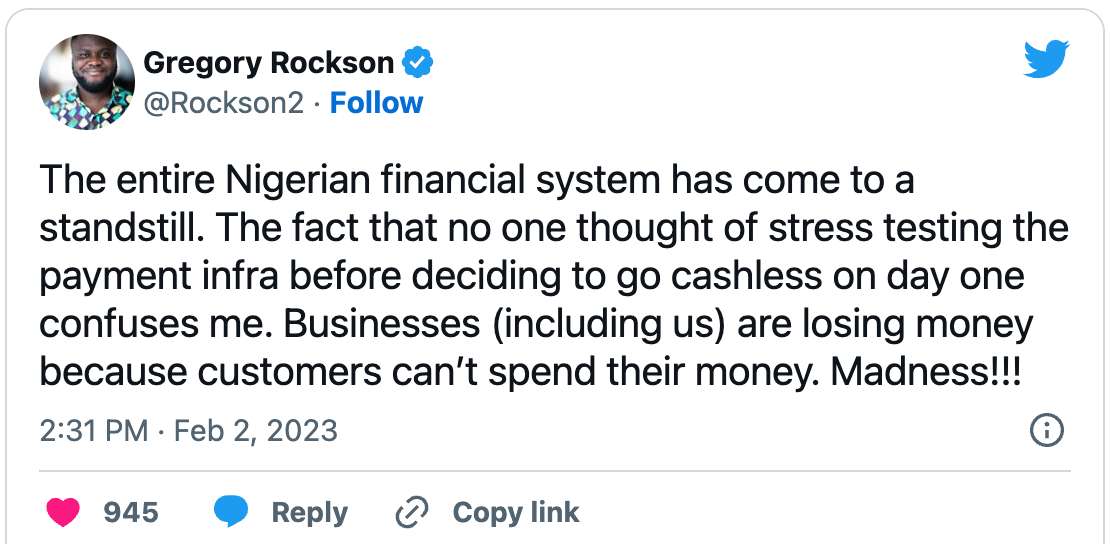 Gregory Rockson
@Rockson2 · Follow
The entire Nigerian financial system has come to a
standstill. The fact that no one thought of stress testing the
payment infra before deciding to go cashless on day one
confuses me. Businesses (including us) are losing money
because customers can’t spend their money. Madness!!!
2:31 PM · Feb 2, 2023
945 Reply Copy link